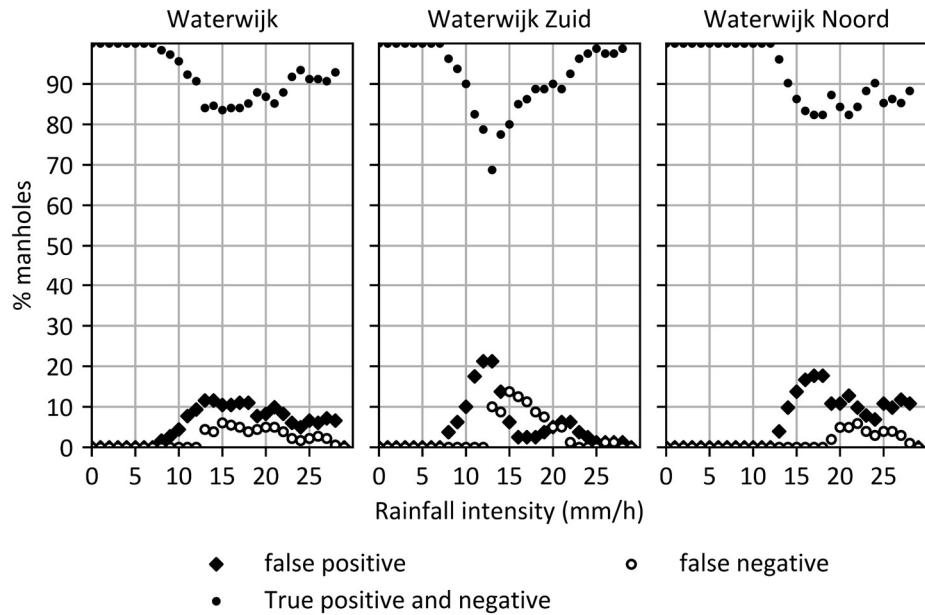 Waterwijk
Waterwijk Zuid
Waterwijk Noord
% manholes
90
80
70
60
50
40
30
20
10
0
0 5 10 15 20 25
0 5 10 15 20 25
0 5 10 15 20 25
Rainfall intensity (mm/h)
false positive
false negative
True positive and negative